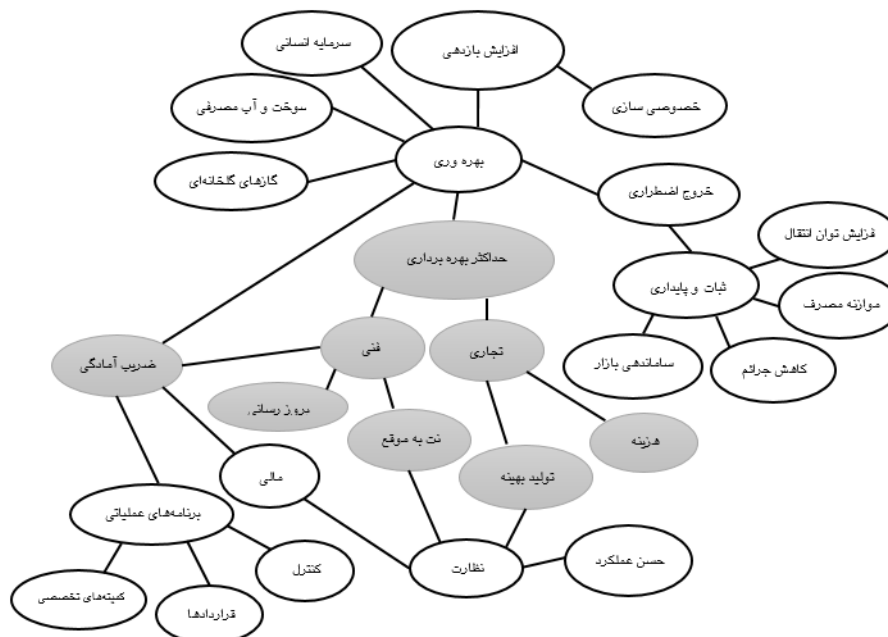 سرمایه انسانی
افزایش بازدهی
سوخت و آب مصرفی
خصوصی سازی
بهره وری
گازهای گلخانه‌ای
خروج اضطراری
فزایش توان انتقال
حداکثر بهره برداری
ثبات و پایداری
موازنه مصرف
فنی
تجاری
ضریب آمادگی
ساماندهی بازار
کاهش جرائم
بروز رسانی
نت به موقع
هزینه
مالی
تولید بهینه
برنامه‌های عملیاتی
حسن عملکرد
کنترل
نظارت
کمیته‌های تخصصی
قراردادها